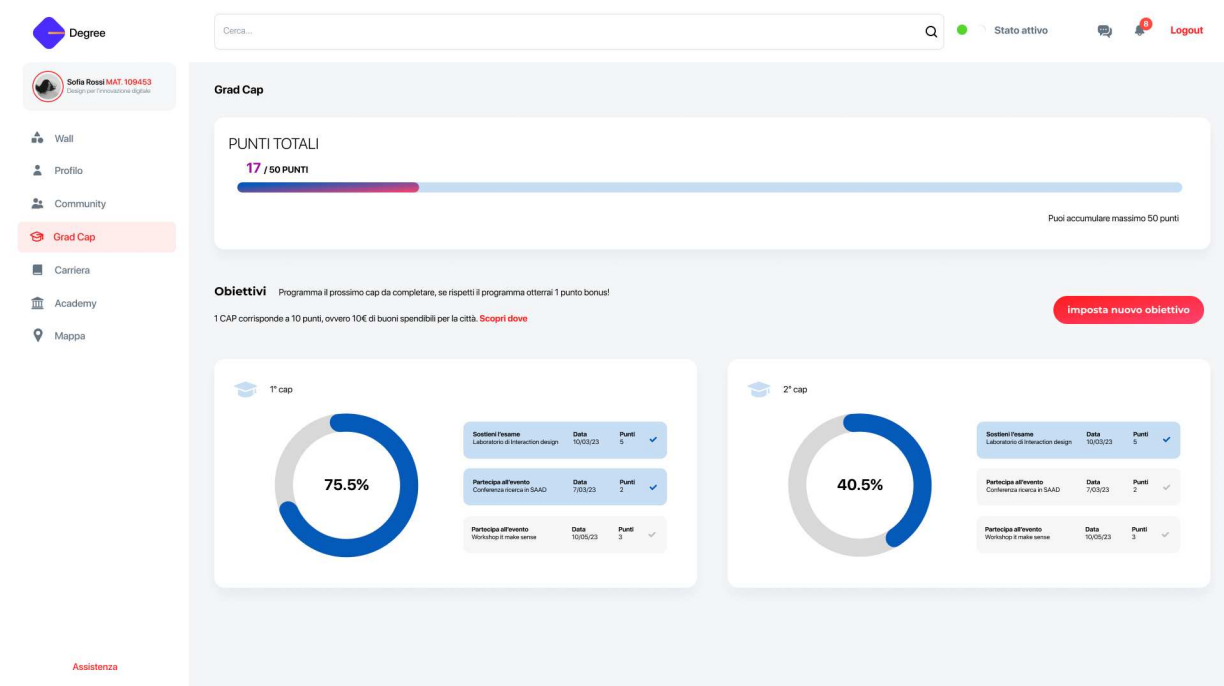 Degree
Cerca...
Stato attivo
8
Logout
Sofia Rossi MAT. 109453
Design per l'innovazione digitale
Wall
Profilo
Community
Grad Cap
Carriera
Academy
Mappa
Assistenza
Grad Cap
PUNTI TOTALI
17 / 50 PUNTI
Puoi accumulare massimo 50 punti
Obiettivi Programma il prossimo cap da completare, se rispetti il programma otterrai 1 punto bonus!
1 CAP corrisponde a 10 punti, ovvero 10€ di buoni spendibili per la città. Scopri dove
imposta nuovo obiettivo
1° cap
75.5%
Sostieni l'esame Data Punti
Laboratorio di Interaction design 10/03/23 5
Partecipa all'evento Data Punti
Conferenza ricerca in SAAD 7/03/23 2
Partecipa all'evento Data Punti
Workshop it make sense 10/05/23 3
2° cap
40.5%
Sostieni l'esame Data Punti
Laboratorio di Interaction design 10/03/23 5
Partecipa all'evento Data Punti
Conferenza ricerca in SAAD 7/03/23 2
Partecipa all'evento Data Punti
Workshop it make sense 10/05/23 3